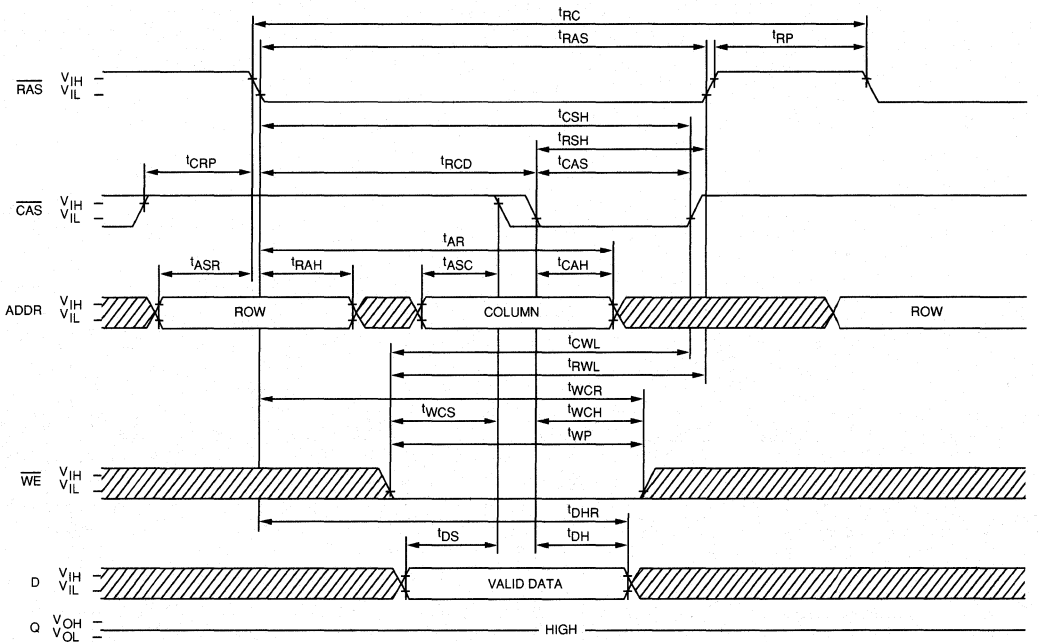 tRC
tRAS tRP
RAS VIH VIL
tCSH
tRSH
tCRP tRCD tCAS
CAS VIH VIL
tAR
tASR tRAH tASC tCAH
ADDR VIH VIL ROW COLUMN ROW
tCWL
tRWL
tWCR
tWCS tWCH
tWP
WE VIH VIL
tDHR
tDS tDH
D VIH VIL VALID DATA
Q VOH VOL HIGH